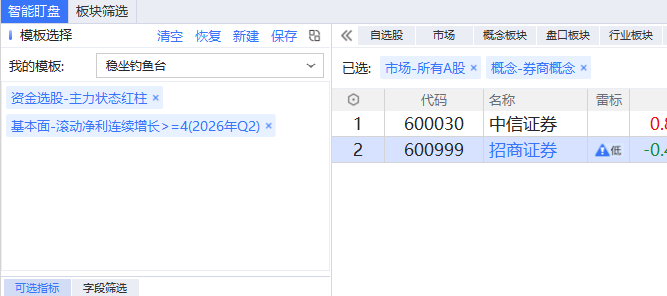 智能盯盘 板块筛选
模板选择 清空 恢复 新建 保存
我的模板: 稳坐钓鱼台
资金选股-主力状态红柱 ×
基本面-滚动净利连续增长>=4(2026年Q2) ×
可选指标 字段筛选
自选股 市场 概念板块 盘口板块 行业板块
已选: 市场-所有A股 × 概念-券商概念 ×
代码 名称 雷标
1 600030 中信证券
2 600999 招商证券 低